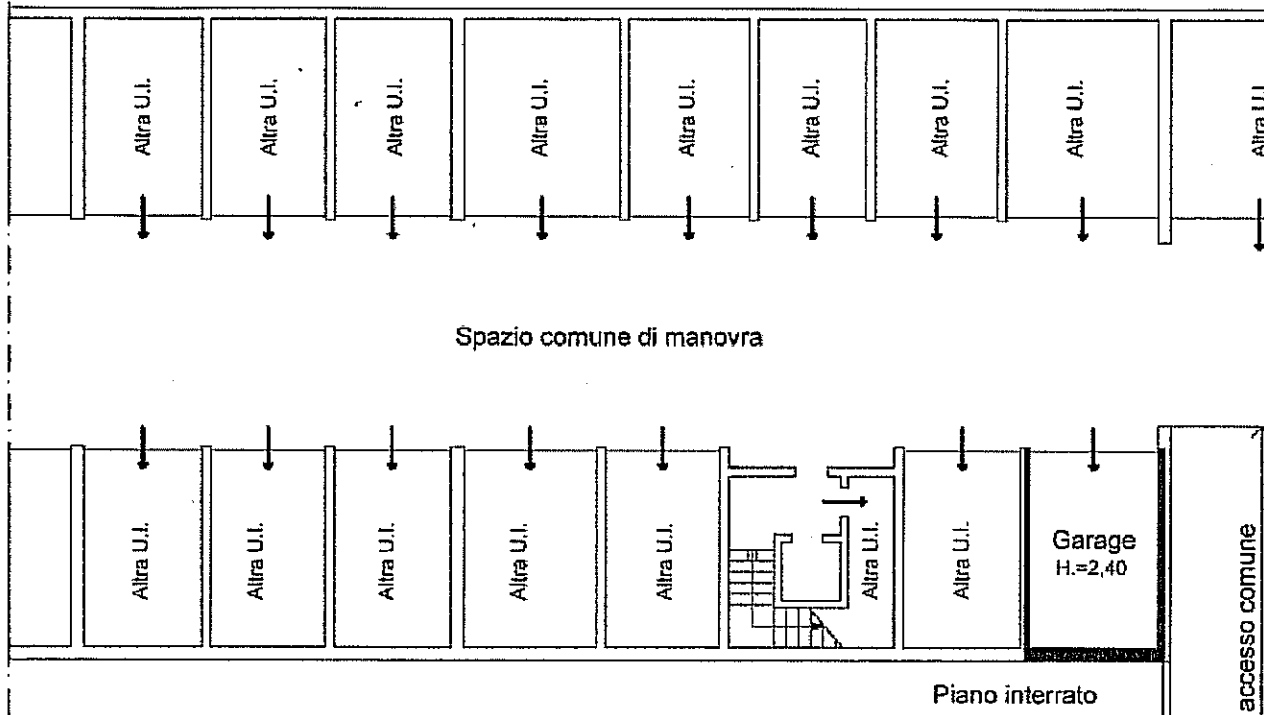 Altra U.I.
Altra U.I.
Altra U.I.
Altra U.I.
Altra U.I.
Altra U.I.
Altra U.I.
Altra U.I.
Altra U.I
Spazio comune di manovra
Altra U.I.
Altra U.I.
Altra U.I.
Altra U.I.
Altra U.I.
Altra U.I.
Altra U.I.
Garage
H.=2,40
accesso comune
Piano interrato